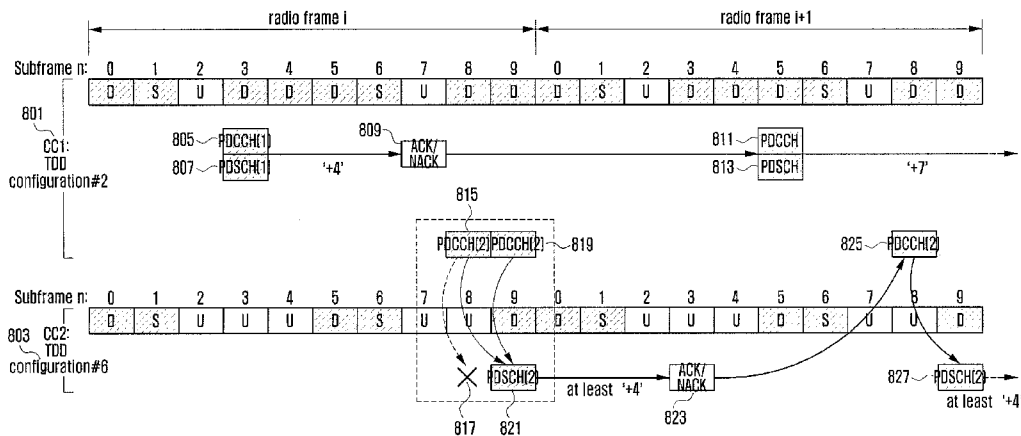 radio frame i radio frame i+1
Subframe n: 0 1 2 3 4 5 6 7 8 9 0 1 2 3 4 5 6 7 8 9
D S U D D D S U D D D S U D D D S U D D
801
CC1:
TDD
configuration#2
805 PDCCH(1)
807 PDSCH(1)
'+4'
809
ACK/
NACK
811 PDCCH
813 PDSCH
'+7'
815
PDCCH(2) PDCCH(2) 819
825 PDCCH(2)
Subframe n: 0 1 2 3 4 5 6 7 8 9 0 1 2 3 4 5 6 7 8 9
D S U U U D S U U D D S U U U D S U U D
803
CC2:
TDD
configuration#6
817
PDSCH(2)
821
at least '+4'
ACK/
NACK
823
827 PDSCH(2)
at least '+4